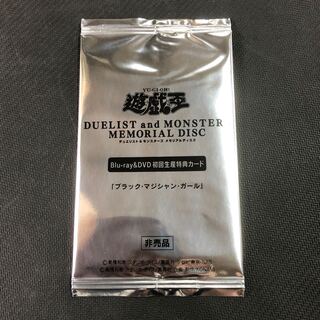 YU-GI-OH!
遊戯王
DUELIST and MONSTER
MEMORIAL DISC
デュエリスト&モンスターズ メモリアルディスク
Blu-ray&DVD 初回生産特典カード
「ブラック・マジシャン・ガール」
非売品